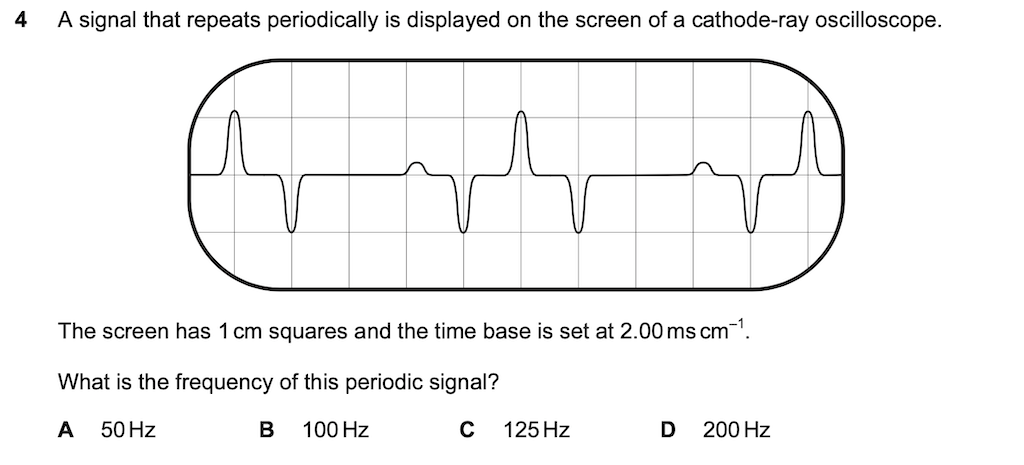 4 A signal that repeats periodically is displayed on the screen of a cathode-ray oscilloscope.
The screen has 1 cm squares and the time base is set at 2.00 ms cm⁻¹.
What is the frequency of this periodic signal?
A 50 Hz B 100 Hz C 125 Hz D 200 Hz